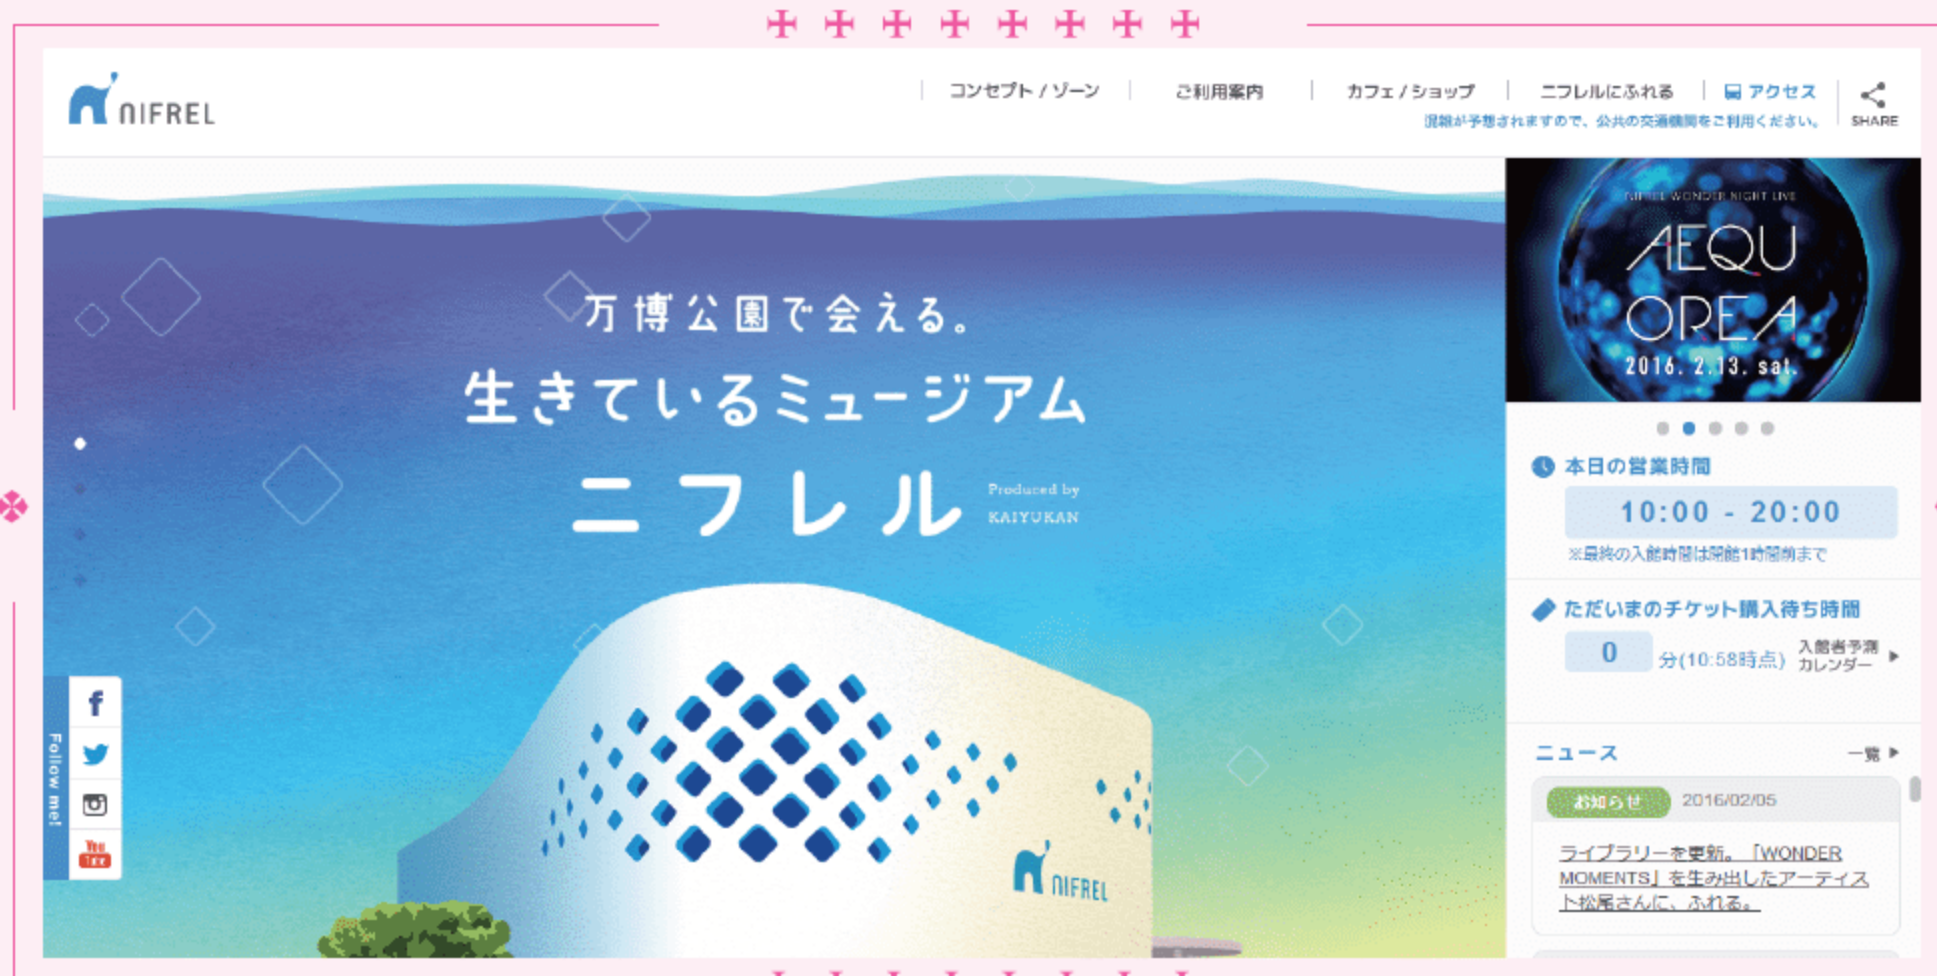 NIFREL
コンセプト / ゾーン
ご利用案内
カフェ / ショップ
ニフレルにふれる
アクセス
混雑が予想されますので、公共の交通機関をご利用ください。
SHARE
万博公園で会える。
生きているミュージアム
ニフレル
Produced by
KAIYUKAN
NIFREL
Follow me!
You
Tube
NIFREL WONDER NIGHT LIVE
AEQU
OREA
2016. 2.13. sat.
本日の営業時間
10:00 - 20:00
※最終の入館時間は閉館1時間前まで
ただいまのチケット購入待ち時間
0 分(10:58時点)
入館者予測
カレンダー
ニュース
一覧
お知らせ 2016/02/05
ライブラリーを更新。「WONDER
MOMENTS」を生み出したアーティス
ト松尾さんに、ふれる。